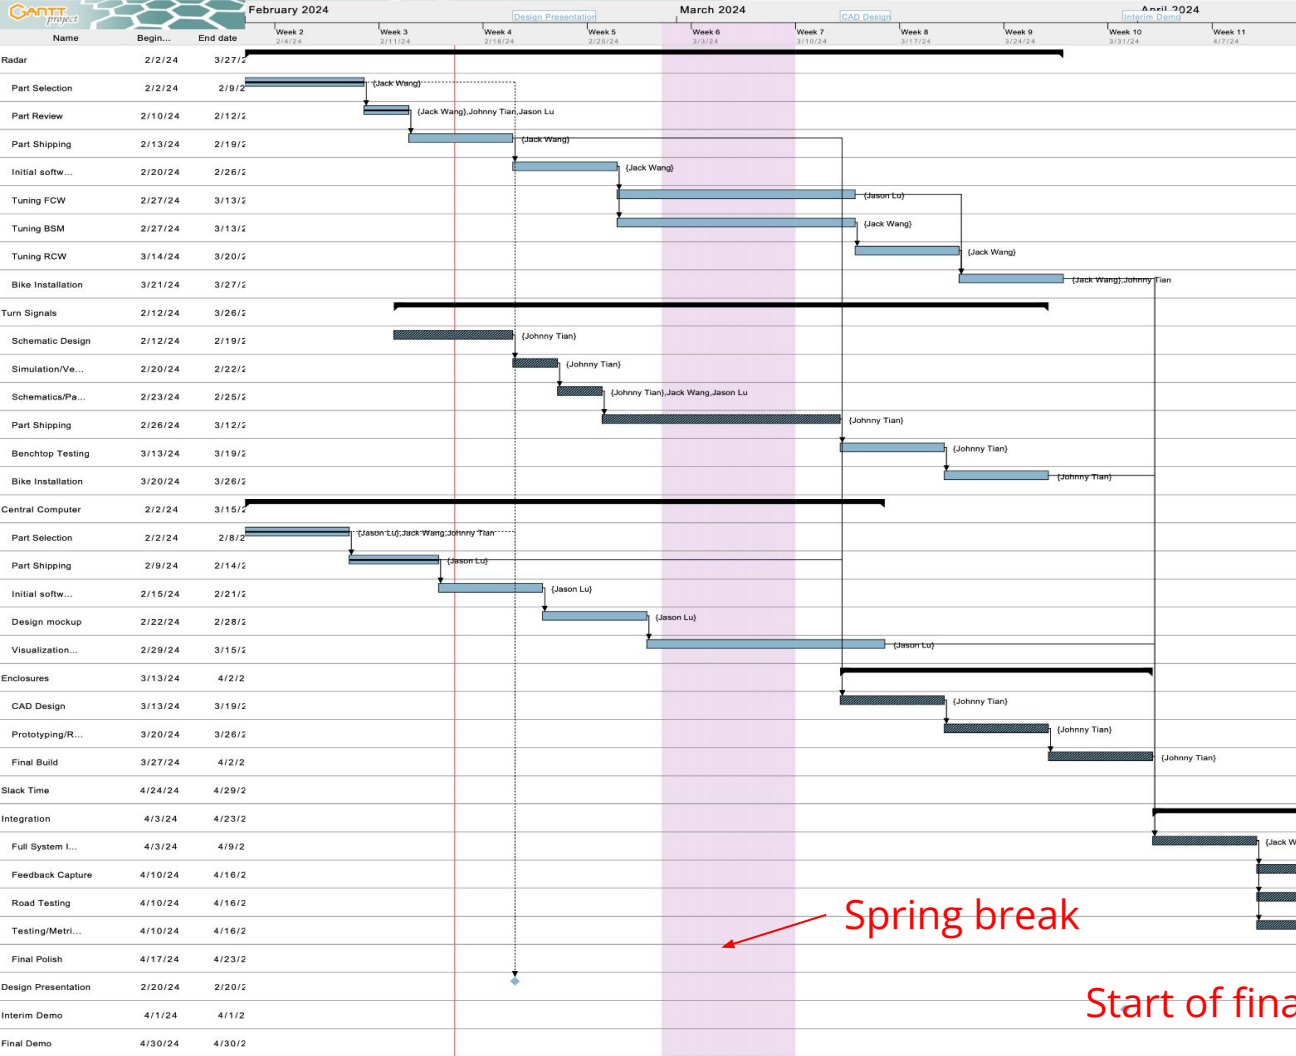 GANTT
project
February 2024
March 2024
April 2024
Design Presentation
CAD Design
Interim Demo
Name Begin... End date
Week 2 Week 3 Week 4 Week 5 Week 6 Week 7 Week 8 Week 9 Week 10 Week 11
2/4/24 2/11/24 2/18/24 2/25/24 3/3/24 3/10/24 3/17/24 3/24/24 3/31/24 4/7/24
Radar 2/2/24 3/27/2
Part Selection 2/2/24 2/9/2 {Jack Wang}
Part Review 2/10/24 2/12/2 {Jack Wang},Johnny Tian,Jason Lu
Part Shipping 2/13/24 2/19/2 {Jack Wang}
Initial softw... 2/20/24 2/26/2 {Jack Wang}
Tuning FCW 2/27/24 3/13/2 {Jason Lu}
Tuning BSM 2/27/24 3/13/2 {Jack Wang}
Tuning RCW 3/14/24 3/20/2 {Jack Wang}
Bike Installation 3/21/24 3/27/2 {Jack Wang},Johnny Tian
Turn Signals 2/12/24 3/26/2
Schematic Design 2/12/24 2/19/2 {Johnny Tian}
Simulation/Ve... 2/20/24 2/22/2 {Johnny Tian}
Schematics/Pa... 2/23/24 2/25/2 {Johnny Tian},Jack Wang,Jason Lu
Part Shipping 2/26/24 3/12/2 {Johnny Tian}
Benchtop Testing 3/13/24 3/19/2 {Johnny Tian}
Bike Installation 3/20/24 3/26/2 {Johnny Tian}
Central Computer 2/2/24 3/15/2
Part Selection 2/2/24 2/8/2 {Jason Lu},Jack Wang,Johnny Tian
Part Shipping 2/9/24 2/14/2 {Jason Lu}
Initial softw... 2/15/24 2/21/2 {Jason Lu}
Design mockup 2/22/24 2/28/2 {Jason Lu}
Visualization... 2/29/24 3/15/2 {Jason Lu}
Enclosures 3/13/24 4/2/2
CAD Design 3/13/24 3/19/2 {Johnny Tian}
Prototyping/R... 3/20/24 3/26/2 {Johnny Tian}
Final Build 3/27/24 4/2/2 {Johnny Tian}
Slack Time 4/24/24 4/29/2
Integration 4/3/24 4/23/2
Full System I... 4/3/24 4/9/2 {Jack W
Feedback Capture 4/10/24 4/16/2
Road Testing 4/10/24 4/16/2
Testing/Metri... 4/10/24 4/16/2
Spring break
Final Polish 4/17/24 4/23/2
Design Presentation 2/20/24 2/20/2
Start of fina
Interim Demo 4/1/24 4/1/2
Final Demo 4/30/24 4/30/2